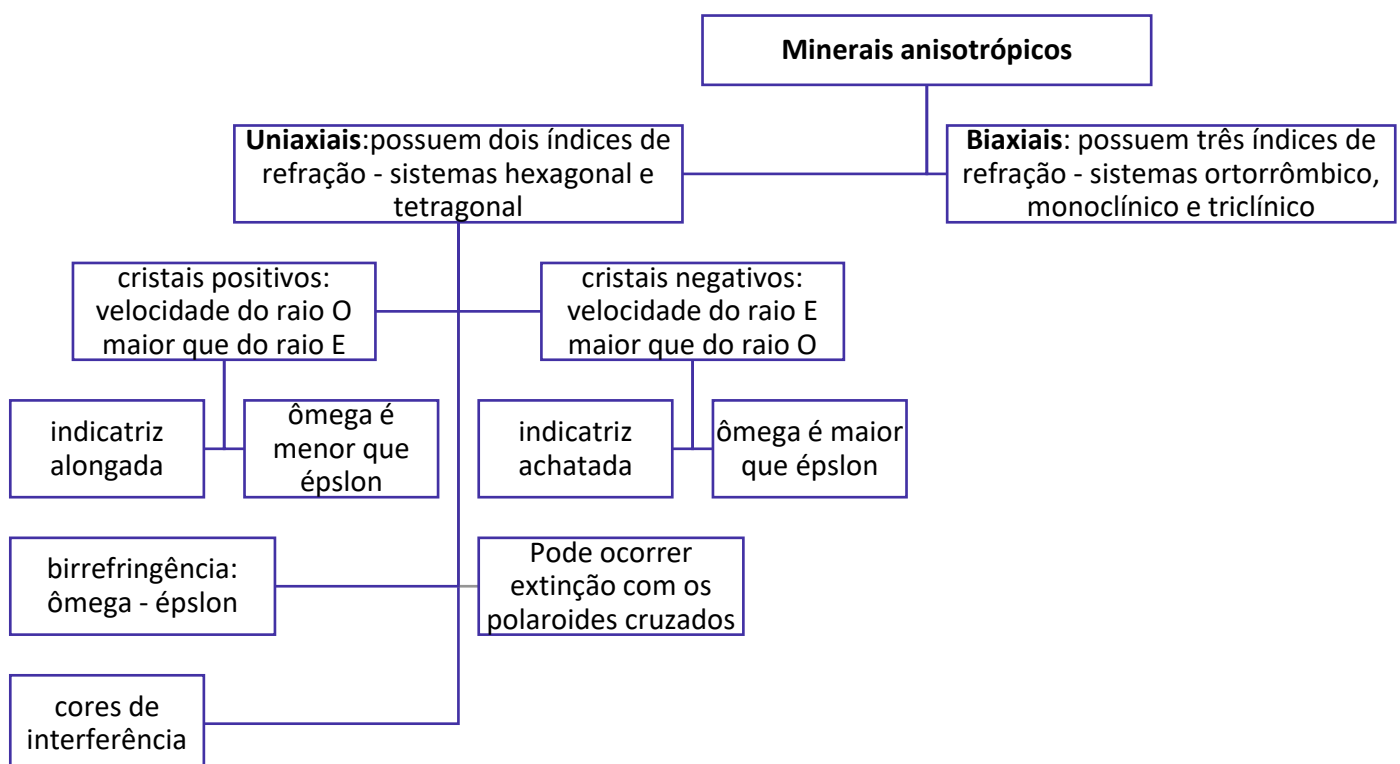 Minerais anisotrópicos
Uniaxiais:possuem dois índices de
refração - sistemas hexagonal e
tetragonal
Biaxiais: possuem três índices de
refração - sistemas ortorrômbico,
monoclínico e triclínico
cristais positivos:
velocidade do raio O
maior que do raio E
cristais negativos:
velocidade do raio E
maior que do raio O
indicatriz
alongada
ômega é
menor que
épslon
indicatriz
achatada
ômega é maior
que épslon
birrefringência:
ômega - épslon
Pode ocorrer
extinção com os
polaroides cruzados
cores de
interferência